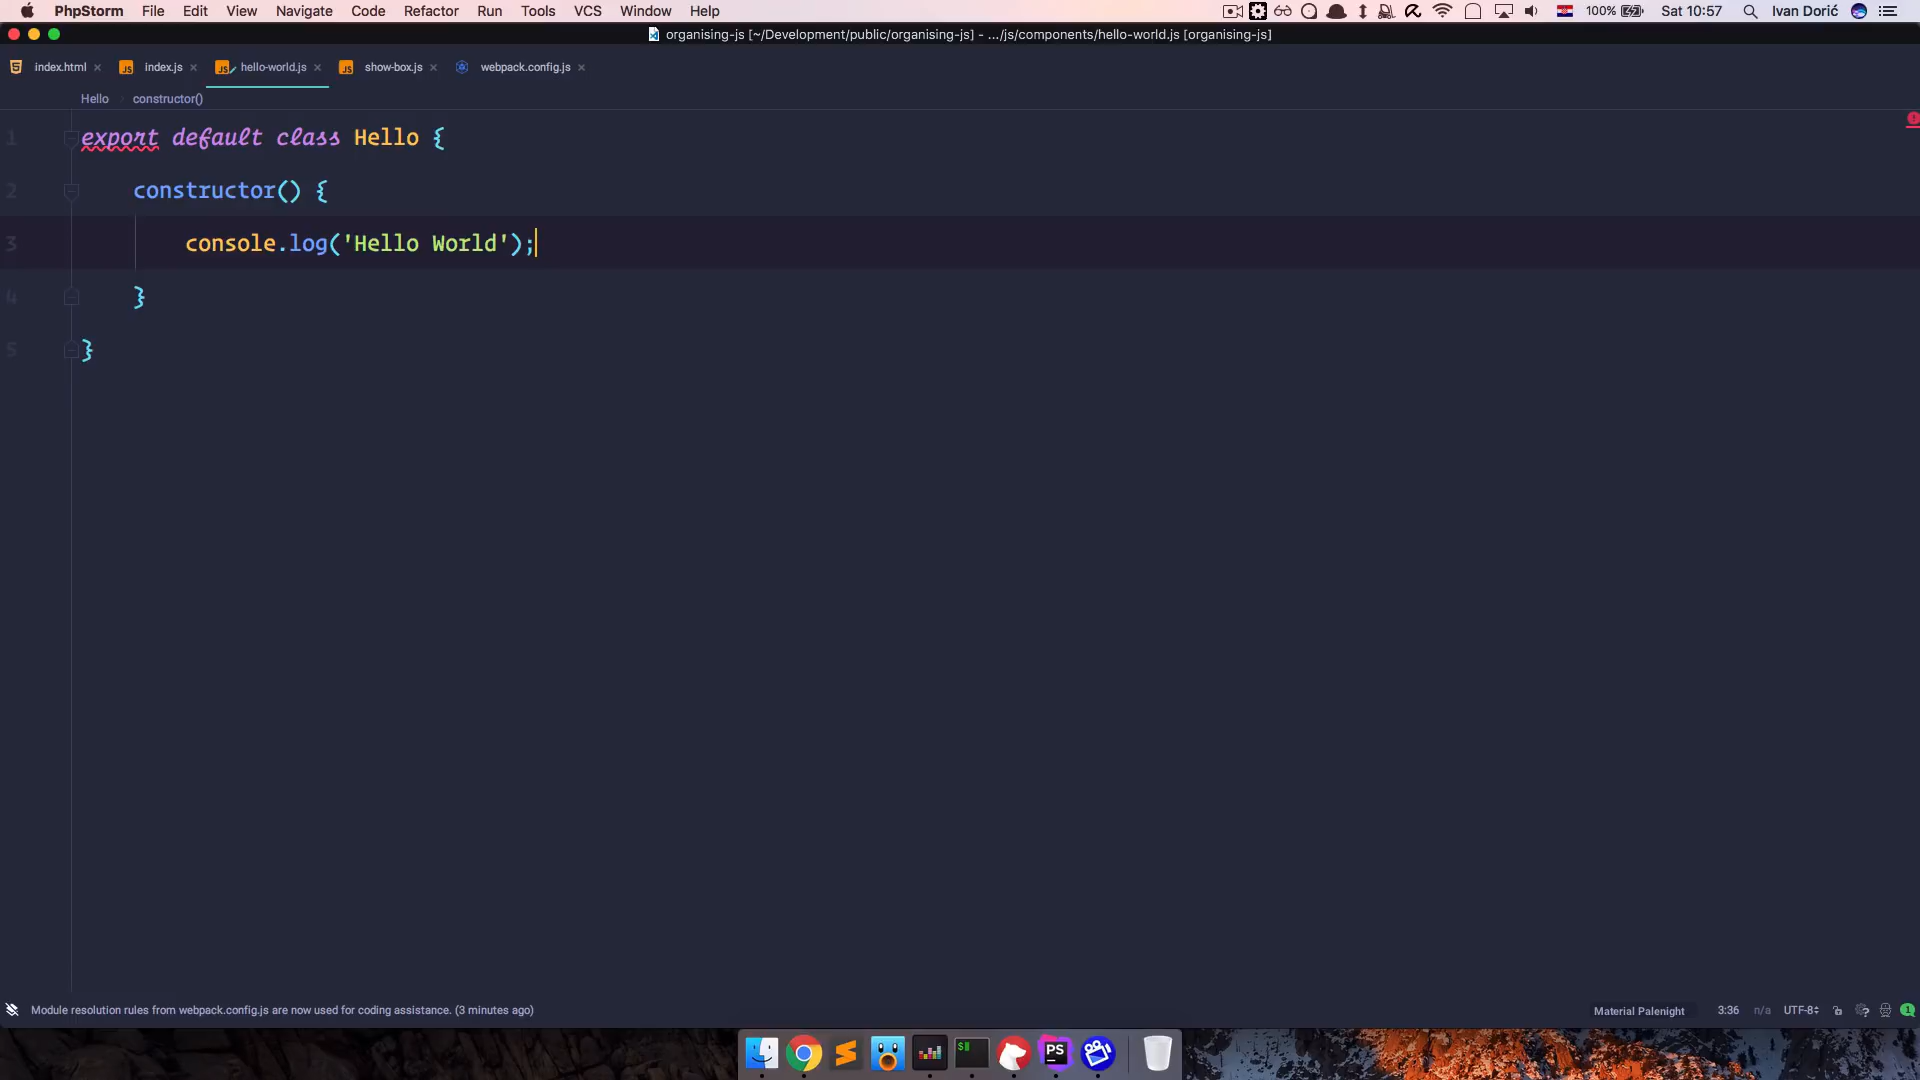 PhpStorm File Edit View Navigate Code Refactor Run Tools VCS Window Help 100% Sat 10:57 Ivan Dorić
organising-js [~/Development/public/organising-js] - .../js/components/hello-world.js [organising-js]
index.html index.js hello-world.js show-box.js webpack.config.js
Hello constructor()
1 export default class Hello {
2 constructor() {
3 console.log('Hello World');
4 }
5 }
Module resolution rules from webpack.config.js are now used for coding assistance. (3 minutes ago) Material Palenight 3:36 n/a UTF-8 1
PS